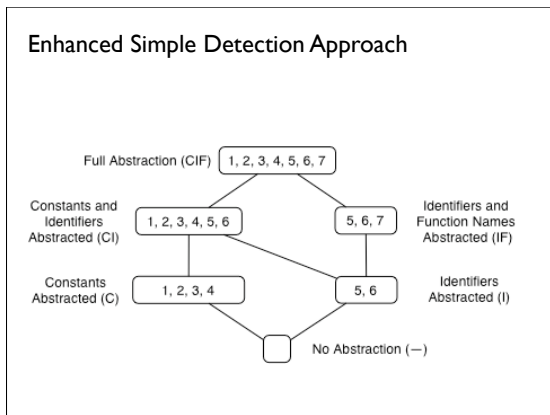 Enhanced Simple Detection Approach
Full Abstraction (CIF)
1, 2, 3, 4, 5, 6, 7
Constants and
Identifiers
Abstracted (CI)
1, 2, 3, 4, 5, 6
5, 6, 7
Identifiers and
Function Names
Abstracted (IF)
Constants
Abstracted (C)
1, 2, 3, 4
5, 6
Identifiers
Abstracted (I)
No Abstraction (—)